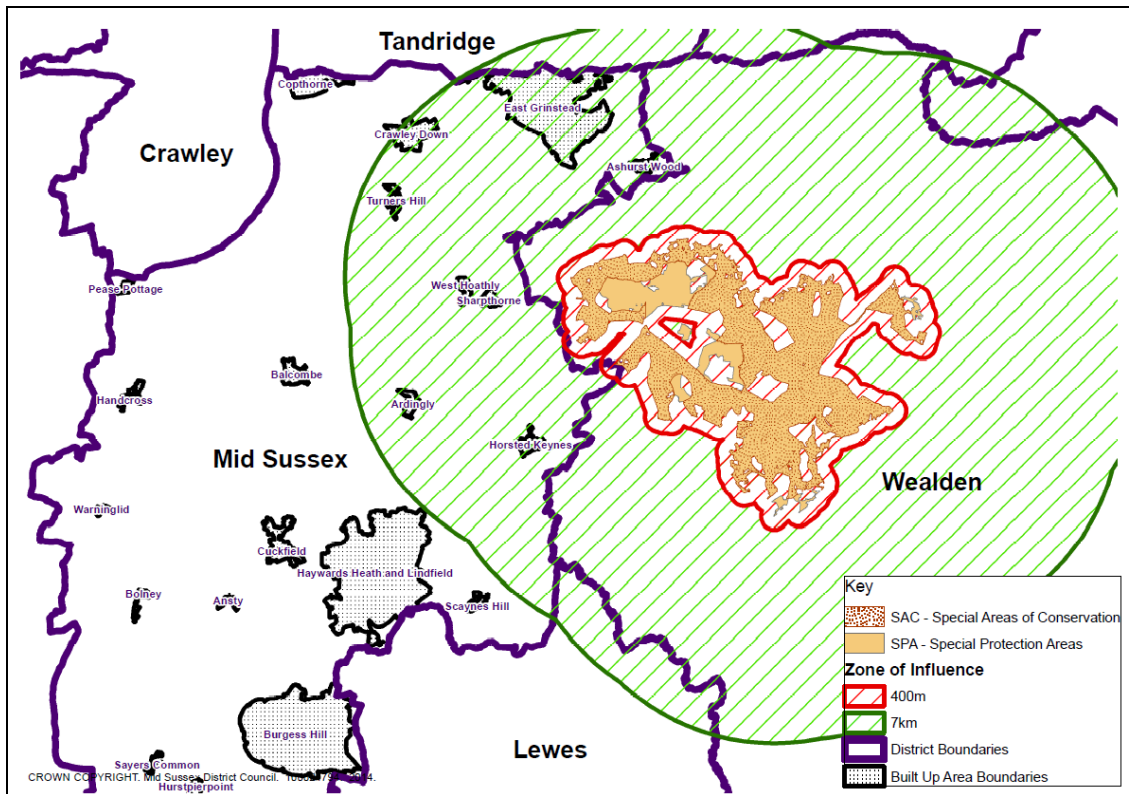 Tandridge
Copthorne
East Grinstead
Crawley Down
Crawley
Ashurst Wood
Turners Hill
Pease Pottage
West Hoathly
Sharpthorne
Balcombe
Handcross
Ardingly
Horsted Keynes
Mid Sussex
Wealden
Warninglid
Cuckfield
Haywards Heath and Lindfield
Bolney
Ansty
Scaynes Hill
Key
SAC - Special Areas of Conservation
SPA - Special Protection Areas
Zone of Influence
400m
7km
District Boundaries
Built Up Area Boundaries
Burgess Hill
Lewes
Sayers Common
CROWN COPYRIGHT. Mid Sussex District Council.
Hurstpierpoint